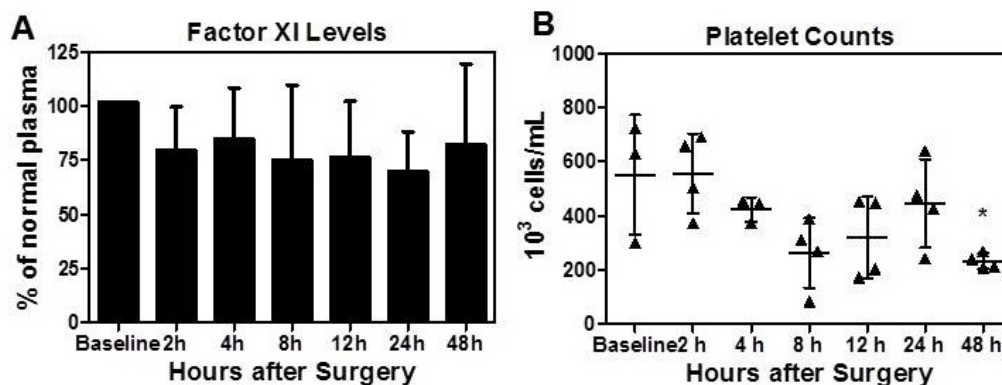 A
Factor XI Levels
% of normal plasma
125
100
75
50
25
0
Baseline 2h 4h 8h 12h 24h 48h
Hours after Surgery
B
Platelet Counts
10³ cells/mL
1000
800
600
400
200
0
*
Baseline 2 h 4 h 8 h 12 h 24 h 48 h
Hours after Surgery